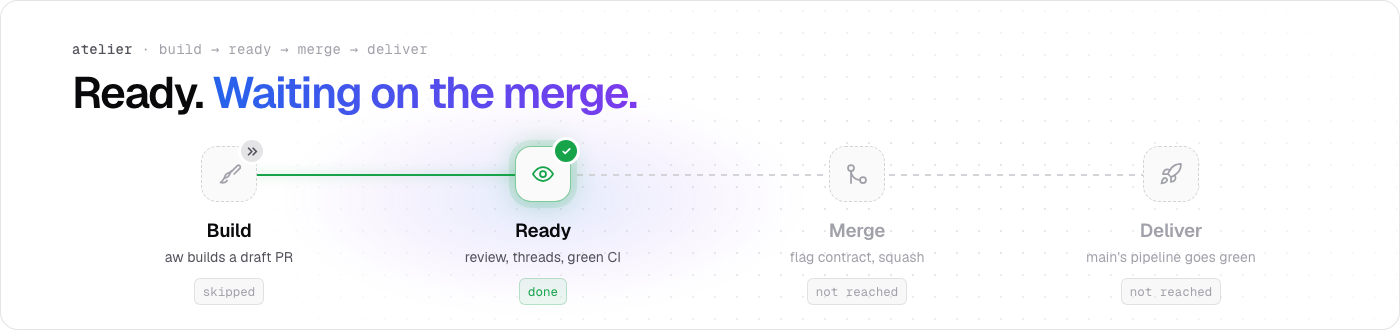 atelier · build → ready → merge → deliver
Ready. Waiting on the merge.
Build
aw builds a draft PR
skipped
Ready
review, threads, green CI
done
Merge
flag contract, squash
not reached
Deliver
main's pipeline goes green
not reached